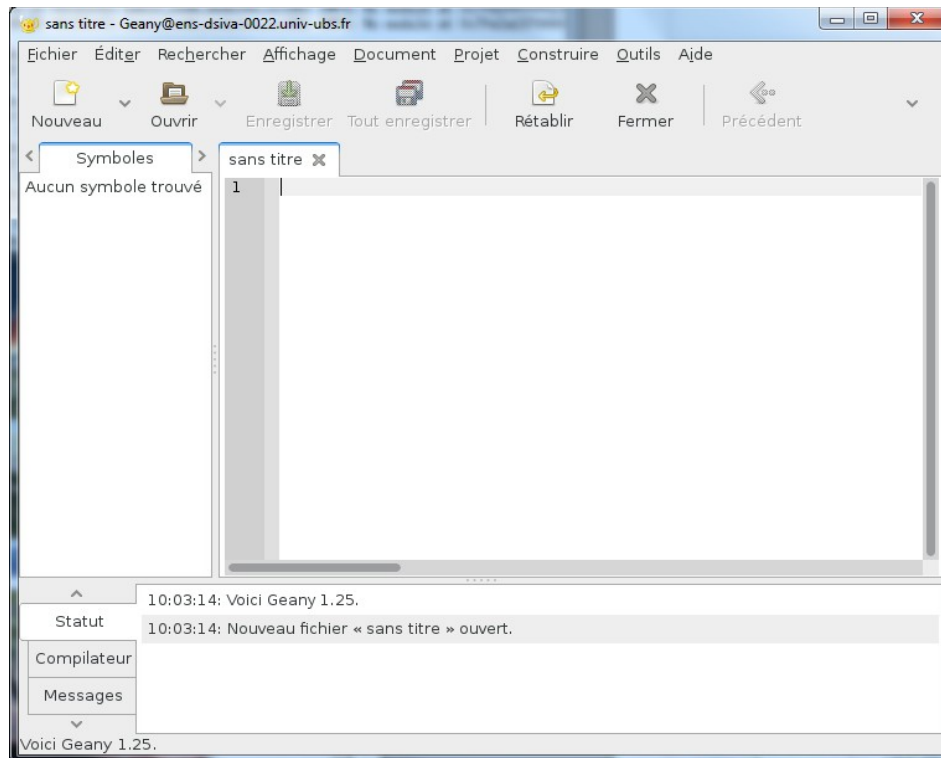 sans titre - Geany@ens-dsiva-0022.univ-ubs.fr
Fichier Éditer Rechercher Affichage Document Projet Construire Outils Aide
Nouveau Ouvrir Enregistrer Tout enregistrer Rétablir Fermer Précédent
Symboles sans titre
Aucun symbole trouvé 1
10:03:14: Voici Geany 1.25.
Statut 10:03:14: Nouveau fichier « sans titre » ouvert.
Compilateur
Messages
Voici Geany 1.25.